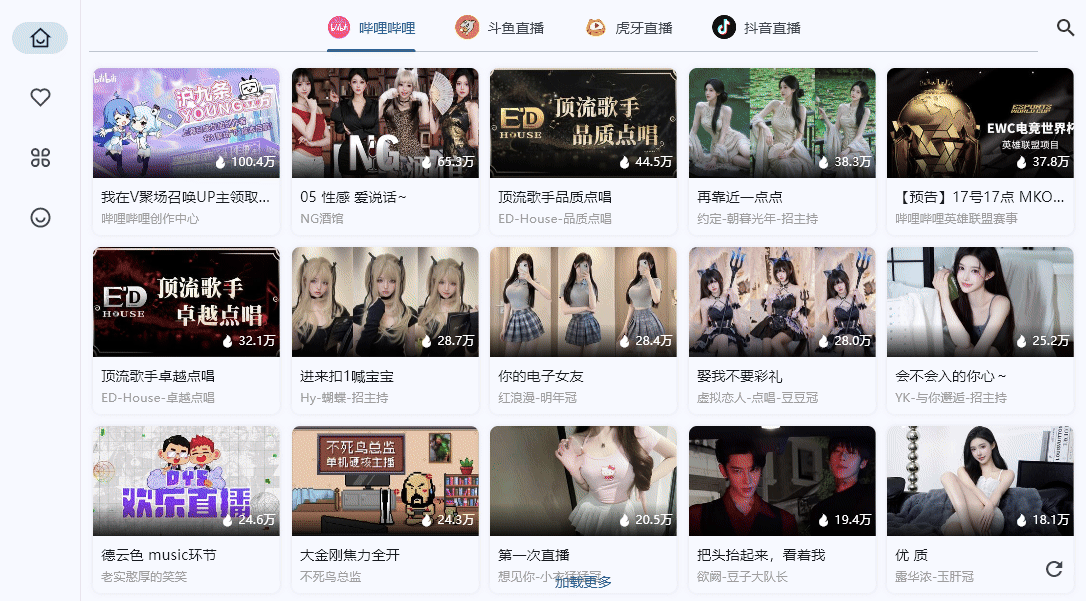 哔哩哔哩
斗鱼直播
虎牙直播
抖音直播
bilibili
沪九条
YOUNG
100.4万
我在V聚场召唤UP主领取...
哔哩哔哩创作中心
NG
65.3万
05 性感 爱说话~
NG酒馆
ED HOUSE
顶流歌手
品质点唱
44.5万
顶流歌手品质点唱
ED-House-品质点唱
38.3万
再靠近一点点
约定-朝暮光年-招主持
ESPORTS
WORLD CUP
EWC电竞世界杯
英雄联盟项目
37.8万
【预告】17号17点 MKO...
哔哩哔哩英雄联盟赛事
ED HOUSE
顶流歌手
卓越点唱
32.1万
顶流歌手卓越点唱
ED-House-卓越点唱
28.7万
进来扣1喊宝宝
Hy-蝴蝶-招主持
28.4万
你的电子女友
红浪漫-明年冠
28.0万
娶我不要彩礼
虚拟恋人-点唱-豆豆冠
25.2万
会不会入的你心～
YK-与你邂逅-招主持
DYS
欢乐直播
24.6万
德云色 music环节
老实憨厚的笑笑
不死鸟总监
单机硬核主播
24.3万
大金刚焦力全开
不死鸟总监
20.5万
第一次直播
想见你-小
加载更多
19.4万
把头抬起来，看着我
欲阙-豆子大队长
18.1万
优 质
露华浓-玉肝冠